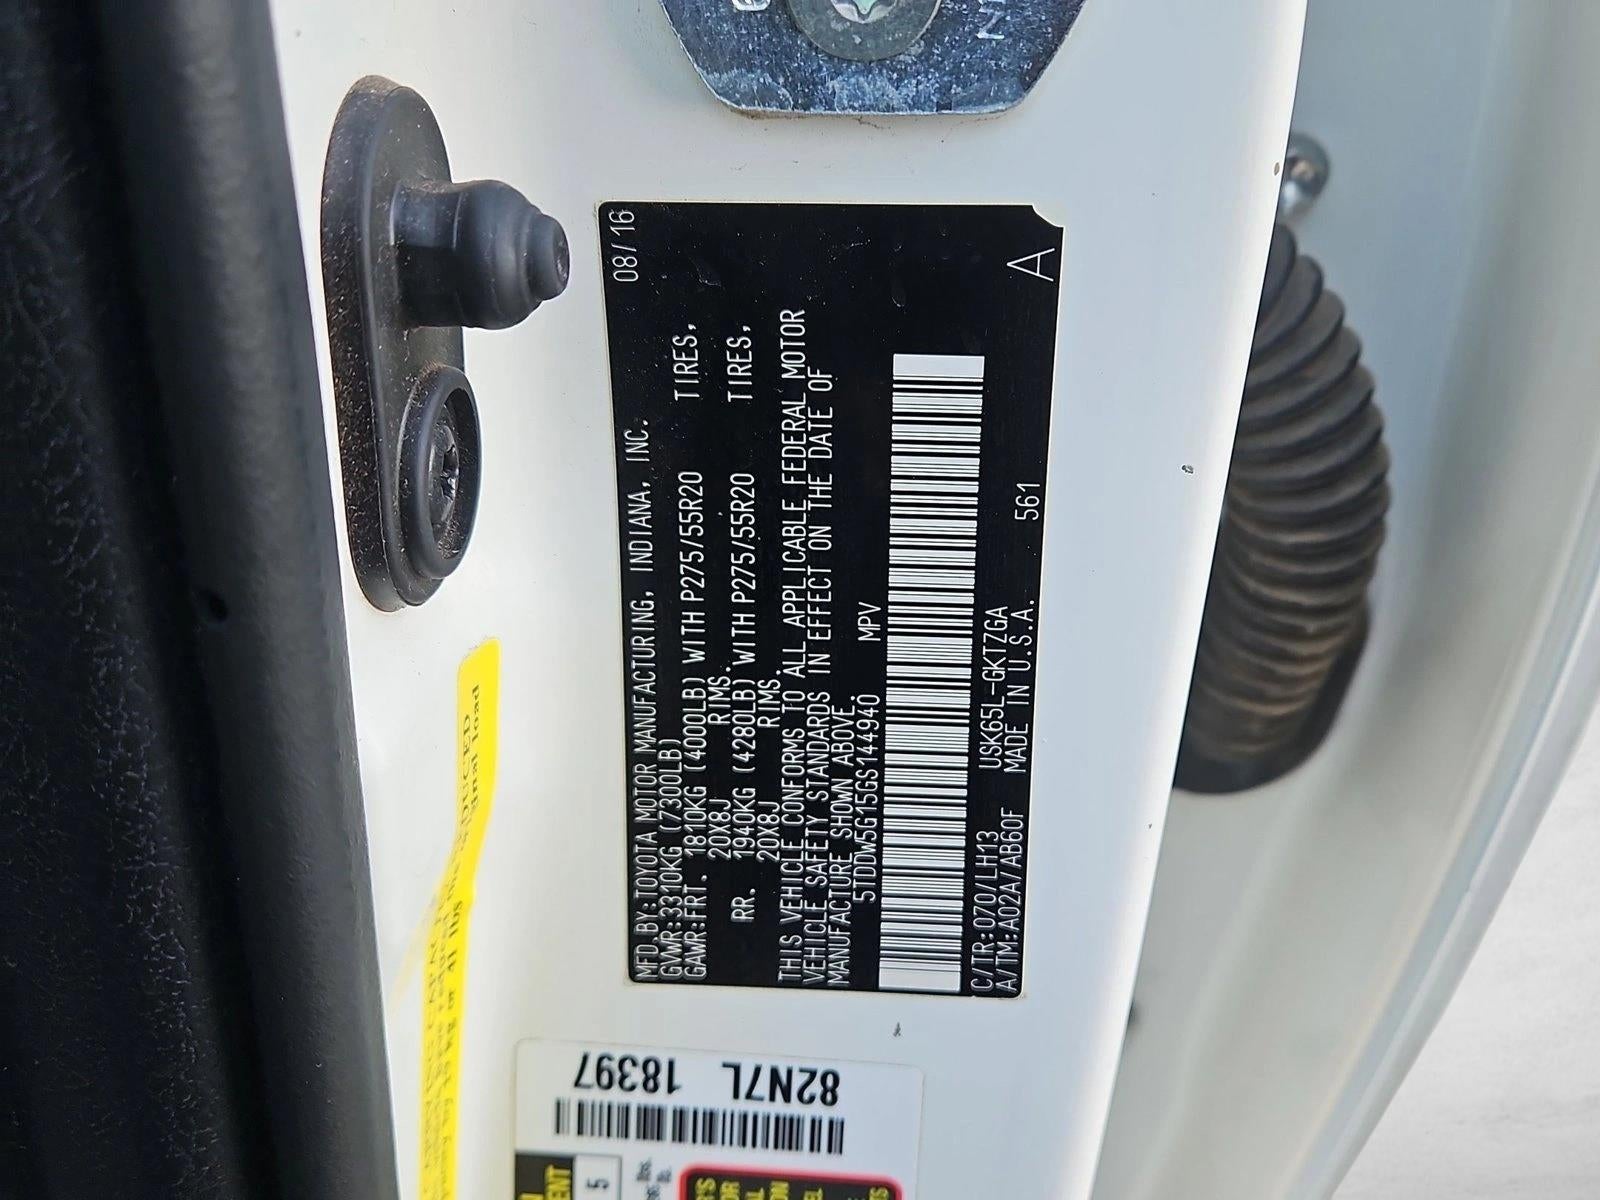 08/16
MFD.BY:TOYOTA MOTOR MANUFACTURING, INDIANA, INC.
GVWR:3310KG (7300LB)
GAWR:FRT. 1810KG (4000LB) WITH P275/55R20 TIRES,
20X8J RIMS.
RR. 1940KG (4280LB) WITH P275/55R20 TIRES,
20X8J RIMS.
THIS VEHICLE CONFORMS TO ALL APPLICABLE FEDERAL MOTOR
VEHICLE SAFETY STANDARDS IN EFFECT ON THE DATE OF
MANUFACTURE SHOWN ABOVE.
5TDDW5G15GS144940 MPV
C/TR:070/LH13 USK65L-GKTZGA
A/TM:A02A/AB60F MADE IN U.S.A. 561
A
82N7L 18397
5